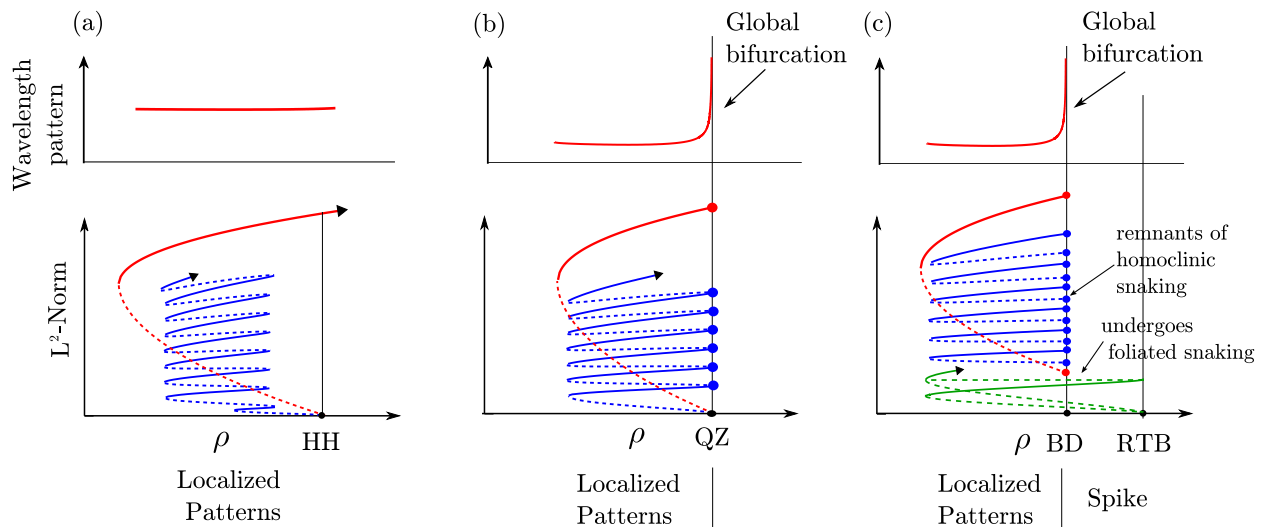 (a)
Wavelength
pattern
L²-Norm
ρ
HH
Localized
Patterns
(b)
Global
bifurcation
ρ
QZ
Localized
Patterns
(c)
Global
bifurcation
remnants of
homoclinic
snaking
undergoes
foliated snaking
ρ
BD
RTB
Localized
Patterns
Spike